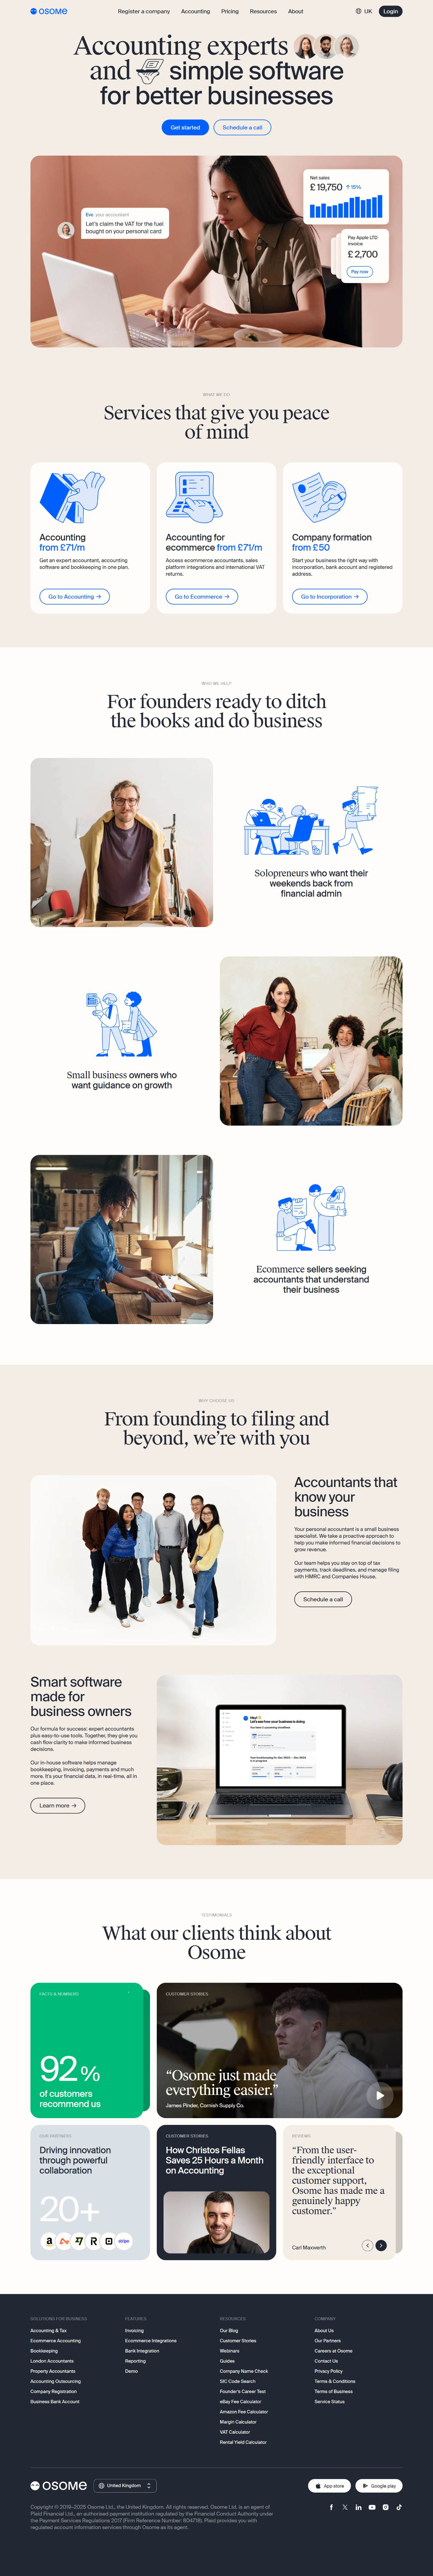 OSOME
Register a company
Accounting
Pricing
Resources
About
UK
Login
Accounting experts
and simple software
for better businesses
Get started
Schedule a call
Eva your accountant
Let's claim the VAT for the fuel
bought on your personal card
Net sales
£19,750 ↑ 15%
Pay Apple LTD
invoice
£2,700
Pay now
WHAT WE DO
Services that give you peace
of mind
Accounting
from £71/m
Get an expert accountant, accounting
software and bookkeeping in one plan.
Go to Accounting →
Accounting for
ecommerce from £71/m
Access ecommerce accountants, sales
platform integrations and international VAT
returns.
Go to Ecommerce →
Company formation
from £50
Start your business the right way with
incorporation, bank account and registered
address.
Go to Incorporation →
WHO WE HELP
For founders ready to ditch
the books and do business
Solopreneurs who want their
weekends back from
financial admin
Small business owners who
want guidance on growth
Ecommerce sellers seeking
accountants that understand
their business
WHY CHOOSE US
From founding to filing and
beyond, we're with you
Accountants that
know your
business
Your personal accountant is a small business
specialist. We take a proactive approach to
help you make informed financial decisions to
grow revenue.
Our team helps you stay on top of tax
payments, track deadlines, and manage filing
with HMRC and Companies House.
Schedule a call
Smart software
made for
business owners
Our formula for success: expert accountants
plus easy-to-use tools. Together, they give you
cash flow clarity to make informed business
decisions.
Our in-house software helps manage
bookkeeping, invoicing, payments and much
more. It's your financial data, in real-time, all in
one place.
Learn more →
TESTIMONIALS
What our clients think about
Osome
FACTS & NUMBERS
92%
of customers
recommend us
CUSTOMER STORIES
“Osome just made
everything easier.”
James Pinder, Cornish Supply Co.
OUR PARTNERS
Driving innovation
through powerful
collaboration
20+
stripe
CUSTOMER STORIES
How Christos Fellas
Saves 25 Hours a Month
on Accounting
REVIEWS
“From the user-
friendly interface to
the exceptional
customer support,
Osome has made me a
genuinely happy
customer.”
Carl Manverth
SOLUTIONS FOR BUSINESS
Accounting & Tax
Ecommerce Accounting
Bookkeeping
London Accountants
Property Accountants
Accounting Outsourcing
Company Registration
Business Bank Account
FEATURES
Invoicing
Ecommerce Integrations
Bank Integration
Reporting
Demo
RESOURCES
Our Blog
Customer Stories
Webinars
Guides
Company Name Check
SIC Code Search
Founder's Career Test
eBay Fee Calculator
Amazon Fee Calculator
Margin Calculator
VAT Calculator
Rental Yield Calculator
COMPANY
About Us
Our Partners
Careers at Osome
Contact Us
Privacy Policy
Terms & Conditions
Terms of Business
Service Status
OSOME
United Kingdom
App store
Google play
Copyright © 2019–2025 Osome Ltd., the United Kingdom. All rights reserved. Osome Ltd. is an agent of
Plaid Financial Ltd., an authorised payment institution regulated by the Financial Conduct Authority under
the Payment Services Regulations 2017 (Firm Reference Number: 804718). Plaid provides you with
regulated account information services through Osome as its agent.